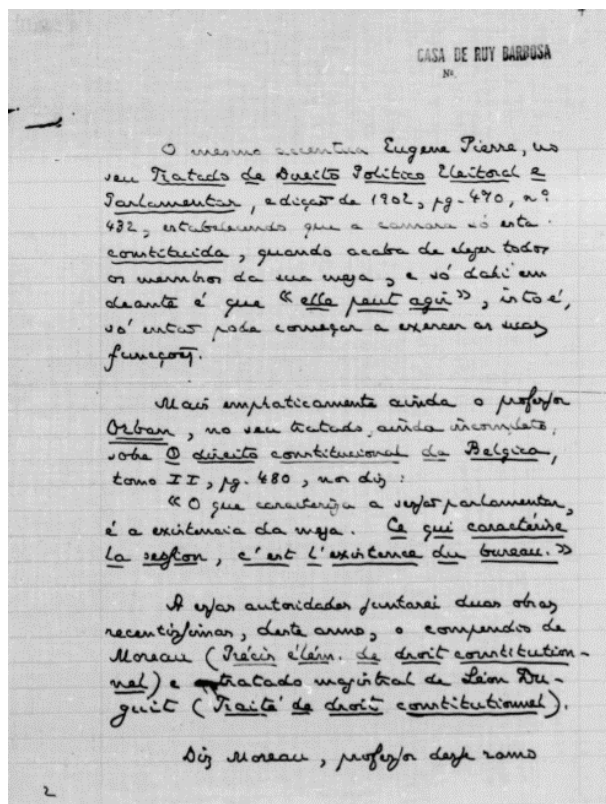 CASA DE RUY BARBOSA
Nº.
O mesmo accentua Eugene Pierre, no
seu Tratado de Direito Politico Eleitoral e
Parlamentar, edição de 1902, pg. 470, nº
432, estabelecendo que a camara só está
constituida, quando acaba de eleger todos
os membros da sua meza, e só dahi em
deante é que « elle peut agir », isto é,
só então pode começar a exercer as suas
funcções.
Mais emphaticamente ainda o professor
Orban, no seu tratado, ainda incompleto,
sobre O direito constitucional da Belgica,
tomo II, pg. 480, nos diz:
« O que caracteriza a sessão parlamentar,
é a existencia da meza. Ce qui caractérise
la session, c'est l'existence du bureau. »
A essas autoridades juntarei duas obras
recentissimas, deste anno, o compendio de
Moreau (Précis élém. de droit constitution-
nel) e tratado magistral de Léon Du-
guit (Traité de droit constitutionnel).
Diz Moreau, professor deste ramo
2